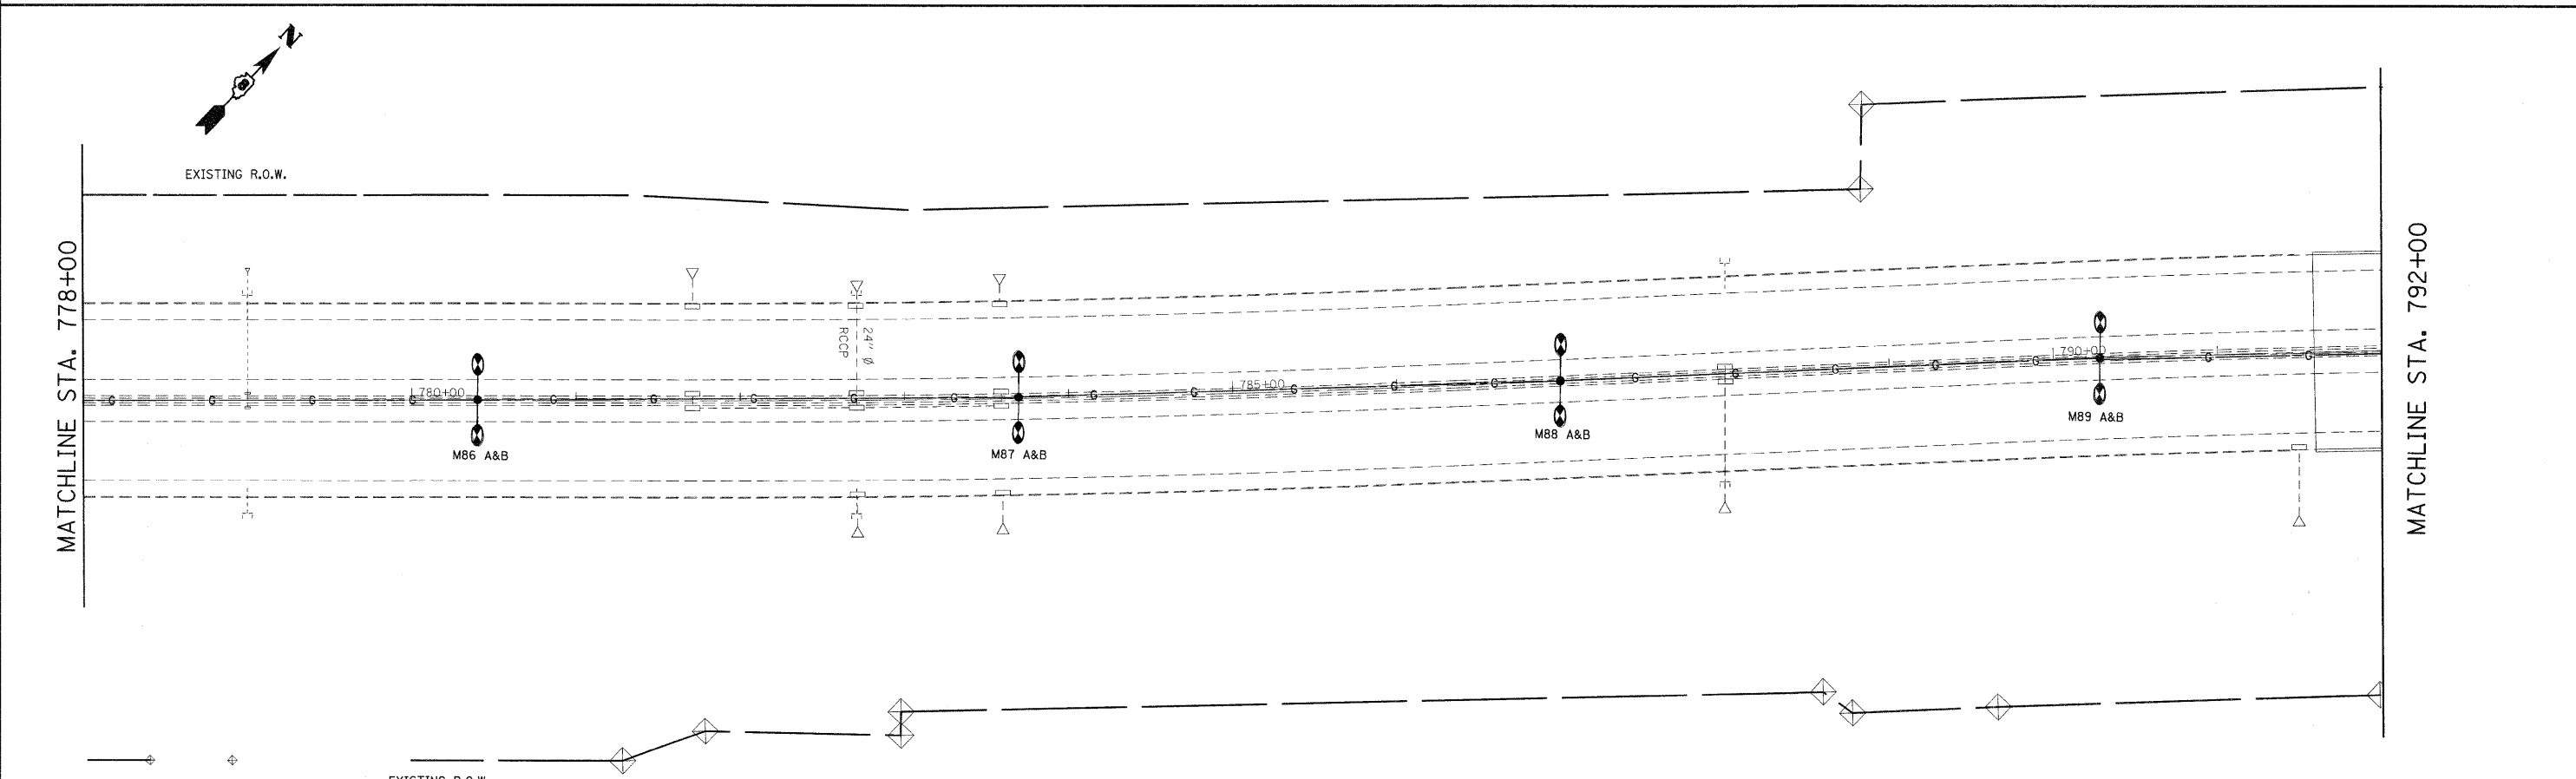 N
EXISTING R.O.W.
MATCHLINE STA. 778+00
MATCHLINE STA. 792+00
24" Ø
RCCP
G G G G G G G G G G G G G G G G G G G G G G
780+00
785+00
790+00
M86 A&B
M87 A&B
M88 A&B
M89 A&B
EXISTING R.O.W.